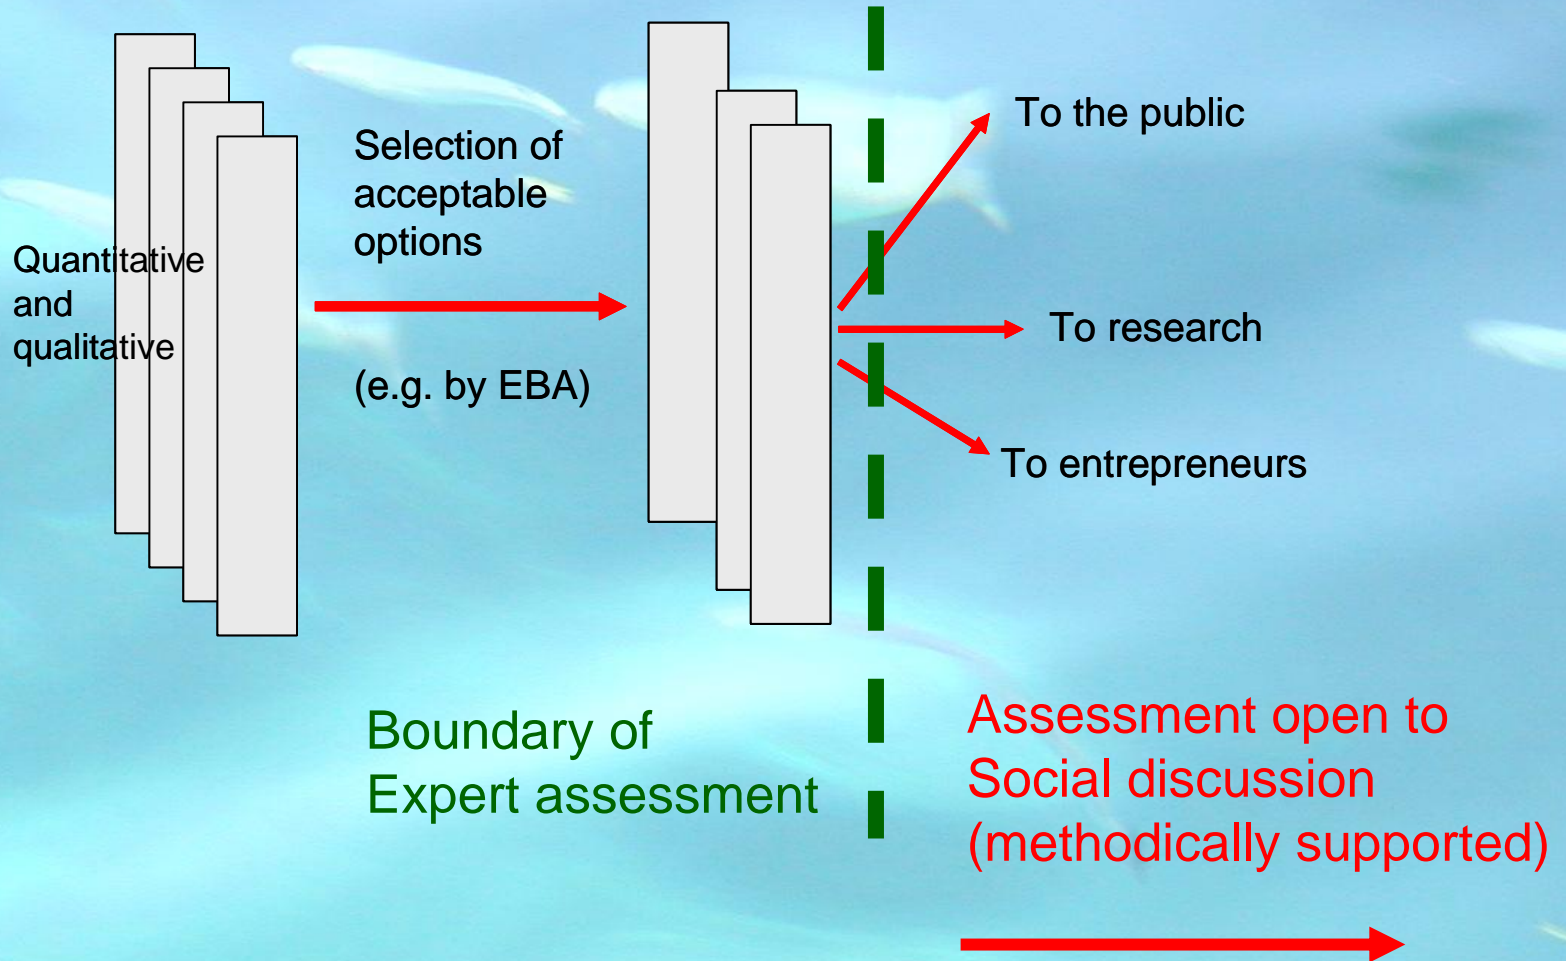 Quantitative
and
qualitative
Selection of
acceptable
options
(e.g. by EBA)
To the public
To research
To entrepreneurs
Boundary of
Expert assessment
Assessment open to
Social discussion
(methodically supported)